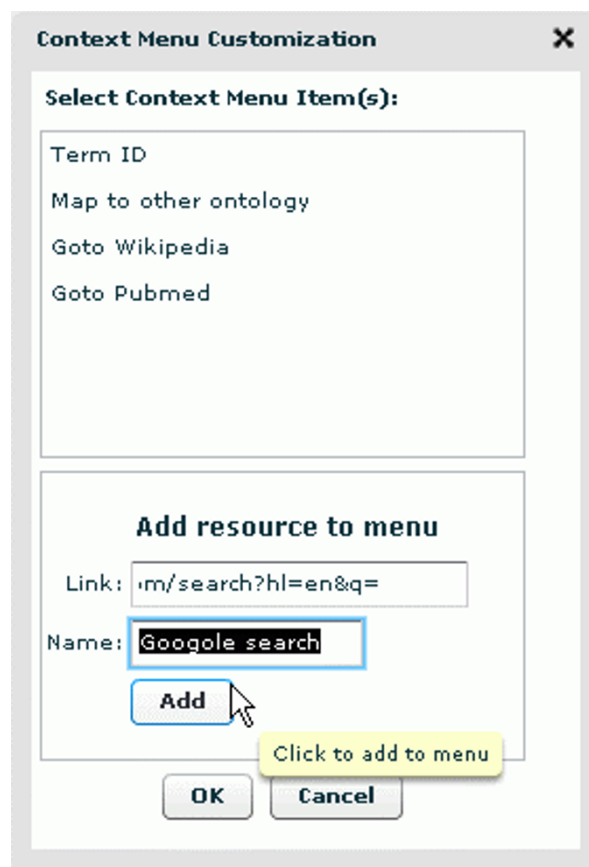 Context Menu Customization
Select Context Menu Item(s):
Term ID
Map to other ontology
Goto Wikipedia
Goto Pubmed
Add resource to menu
Link: m/search?hl=en&q=
Name: Googole search
Add
Click to add to menu
OK Cancel